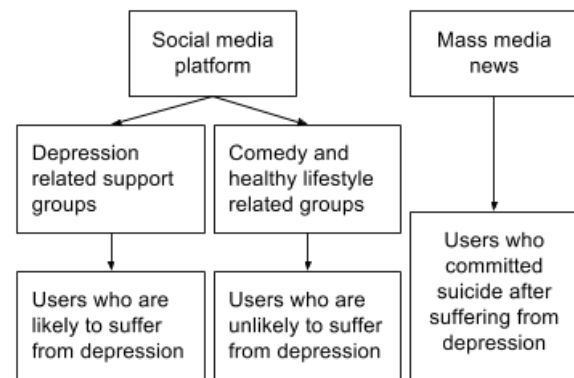 Social media
platform
Mass media
news
Depression
related support
groups
Comedy and
healthy lifestyle
related groups
Users who are
likely to suffer
from depression
Users who are
unlikely to suffer
from depression
Users who
committed
suicide after
suffering from
depression